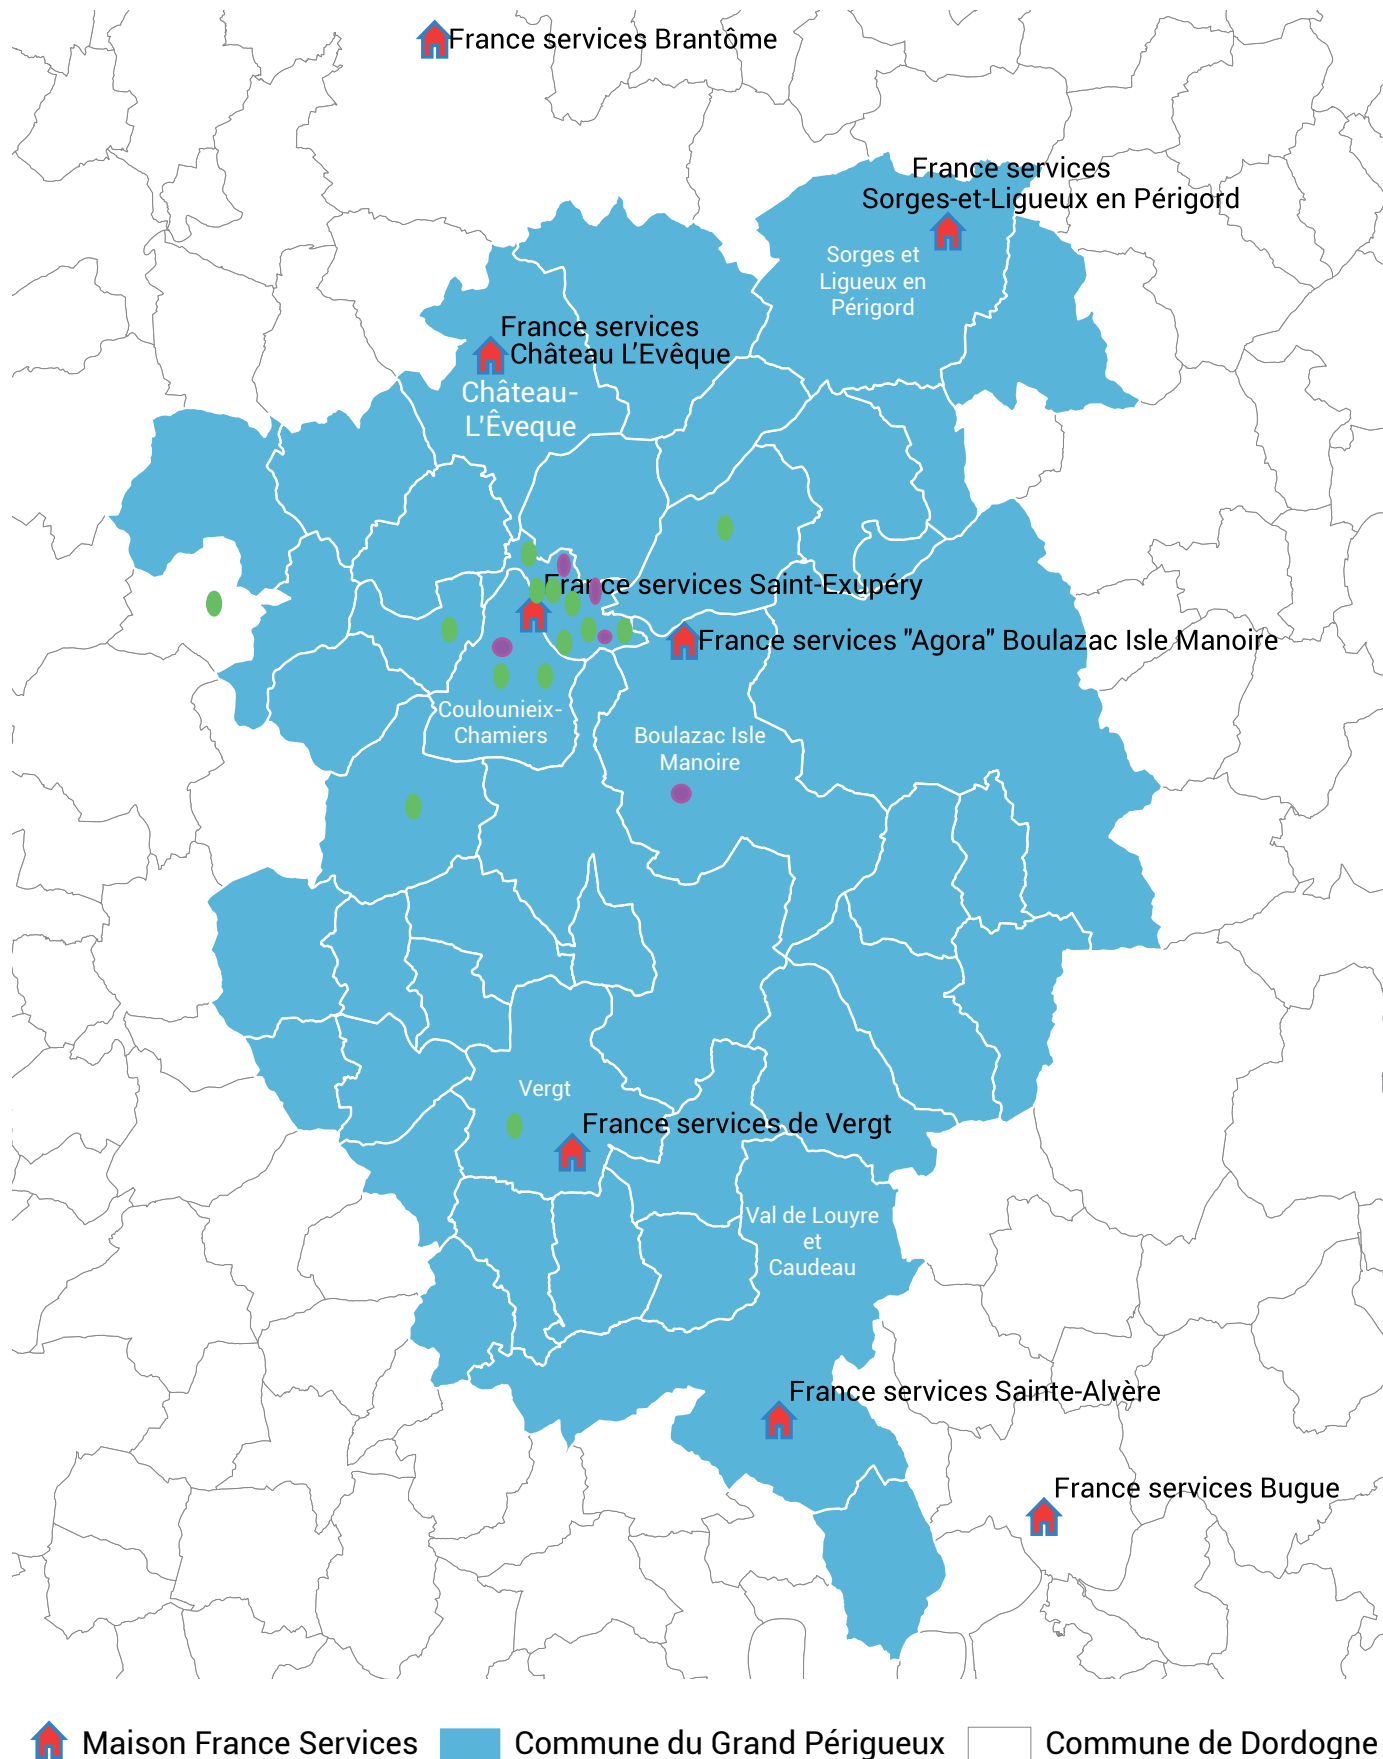 France services Brantôme
France services
Sorges-et-Ligueux en Périgord
Sorges et
Ligueux en
Périgord
France services
Château L’Evêque
Château-
L'Êveque
France services Saint-Exupéry
France services "Agora" Boulazac Isle Manoire
Coulounieix-
Chamiers
Boulazac Isle
Manoire
Vergt
France services de Vergt
Val de Louyre
et
Caudeau
France services Sainte-Alvère
France services Bugue
Maison France Services
Commune du Grand Périgueux
Commune de Dordogne